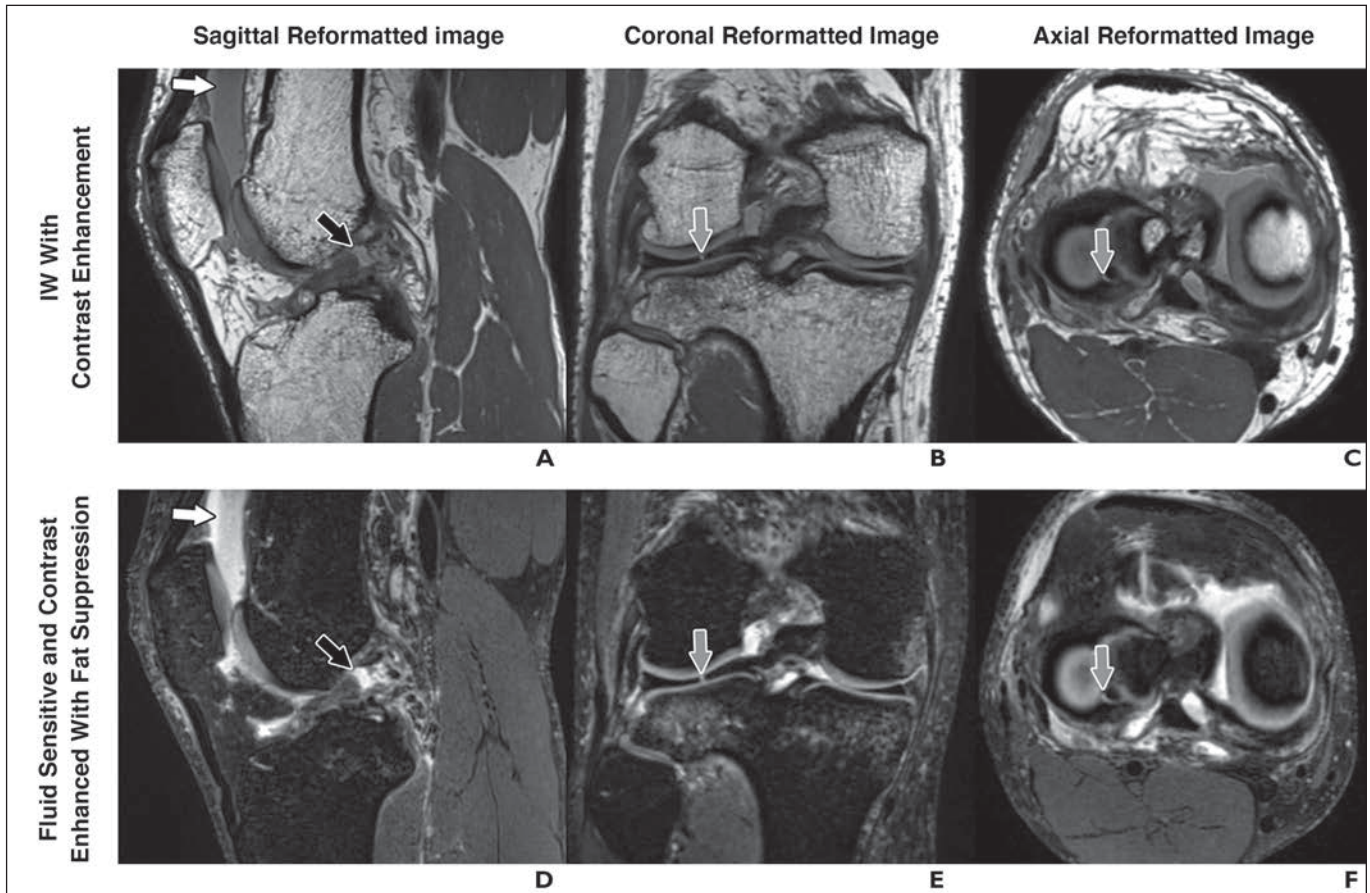 Sagittal Reformatted image
Coronal Reformatted Image
Axial Reformatted Image
IW With
Contrast Enhancement
A
B
C
Fluid Sensitive and Contrast
Enhanced With Fat Suppression
D
E
F